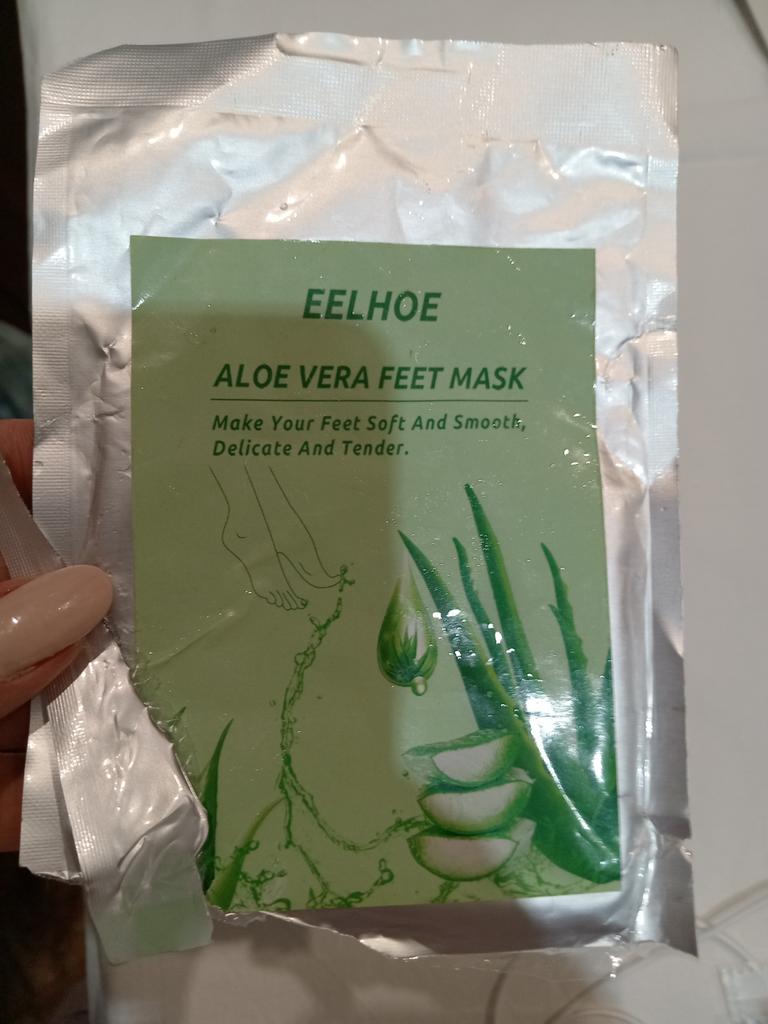 EELHOE
ALOE VERA FEET MASK
Make Your Feet Soft And Smooth,
Delicate And Tender.